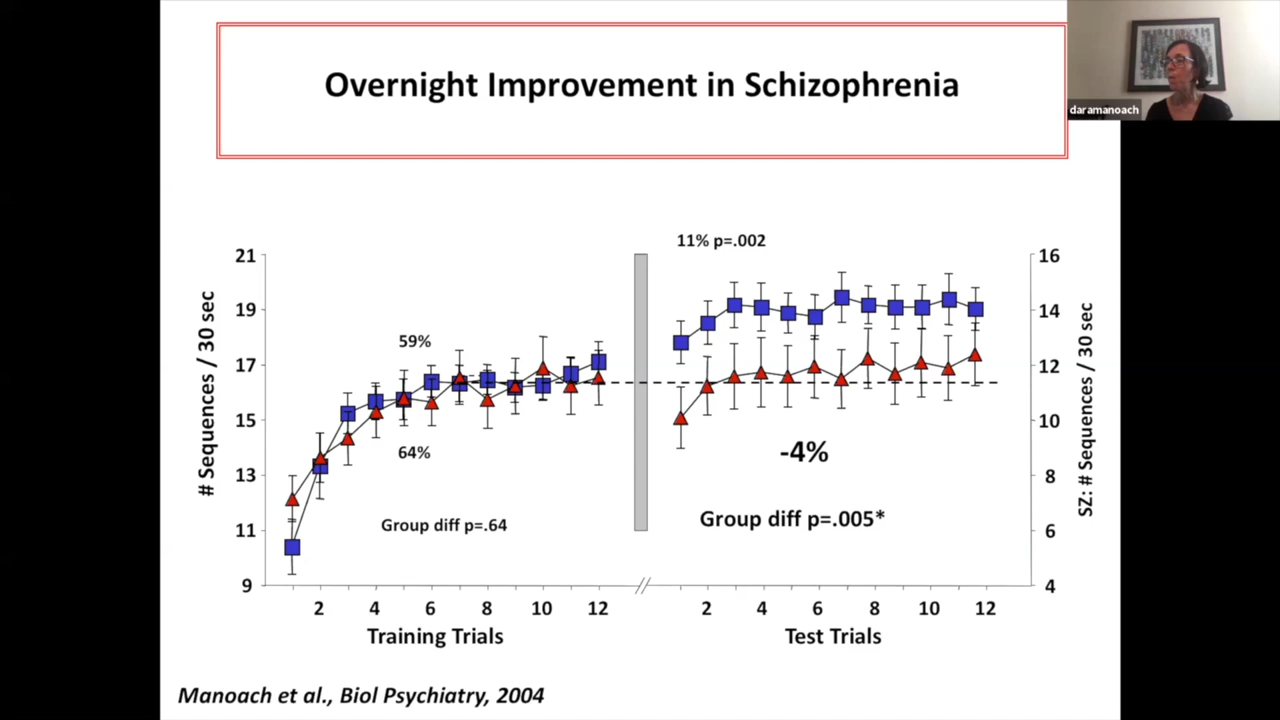 Overnight Improvement in Schizophrenia
daramanoach
11% p=.002
21
19
17
15
13
11
9
# Sequences / 30 sec
59%
64%
Group diff p=.64
-4%
Group diff p=.005*
16
14
12
10
8
6
4
SZ: # Sequences / 30 sec
2 4 6 8 10 12
2 4 6 8 10 12
Training Trials
Test Trials
Manoach et al., Biol Psychiatry, 2004